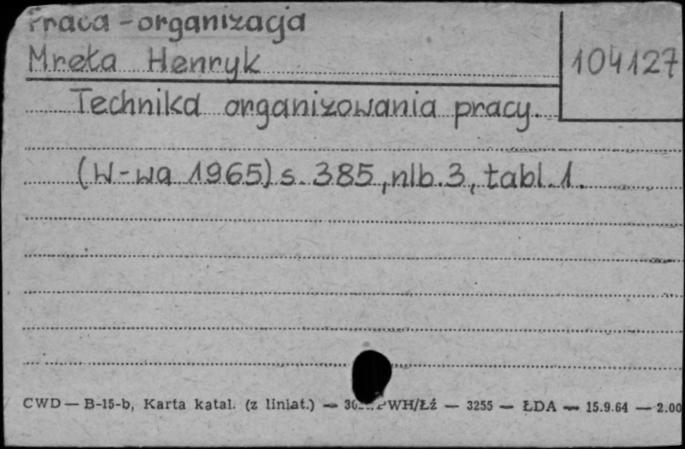 Praca - organizacja
Mreła Henryk
104127
Technika organizowania pracy.
(W-wa 1965) s. 385, nlb. 3, tabl. 1.
CWD — B-15-b, Karta katal. (z liniat.) — PWH/Łź — 3255 — ŁDA — 15.9.64 — 2.00